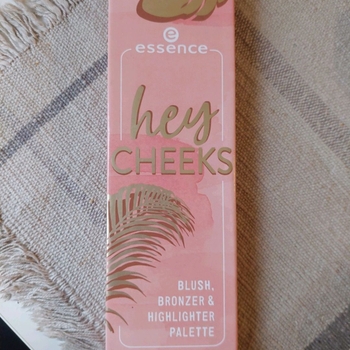 essence
hey
CHEEKS
BLUSH,
BRONZER &
HIGHLIGHTER
PALETTE